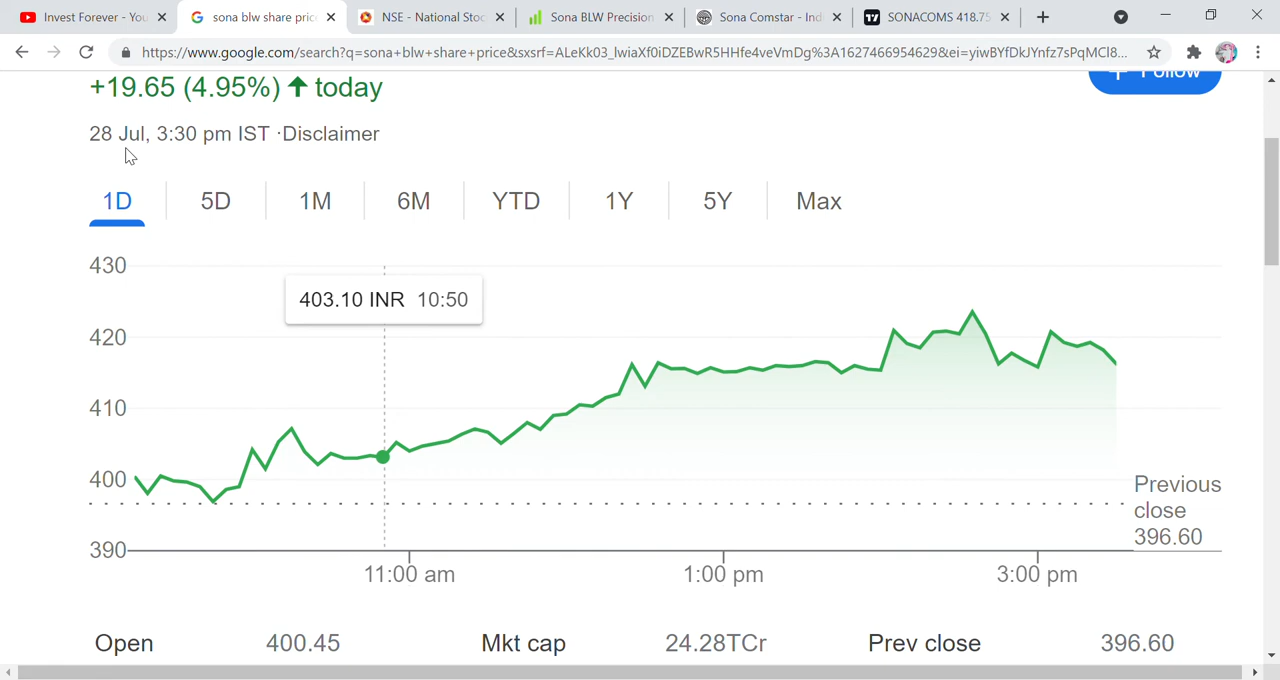 Invest Forever - You
sona blw share pric
NSE - National Stoc
Sona BLW Precision
Sona Comstar - Ind
SONACOMS 418.75
https://www.google.com/search?q=sona+blw+share+price&sxsrf=ALeKk03_lwiaXf0iDZEBwR5HHfe4veVmDg%3A1627466954629&ei=yiwBYfDkJYnfz7sPqMCl8...
+19.65 (4.95%) ↑ today
+ Follow
28 Jul, 3:30 pm IST ·Disclaimer
1D 5D 1M 6M YTD 1Y 5Y Max
430
403.10 INR 10:50
420
410
400
Previous
close
396.60
390
11:00 am 1:00 pm 3:00 pm
Open 400.45 Mkt cap 24.28TCr Prev close 396.60